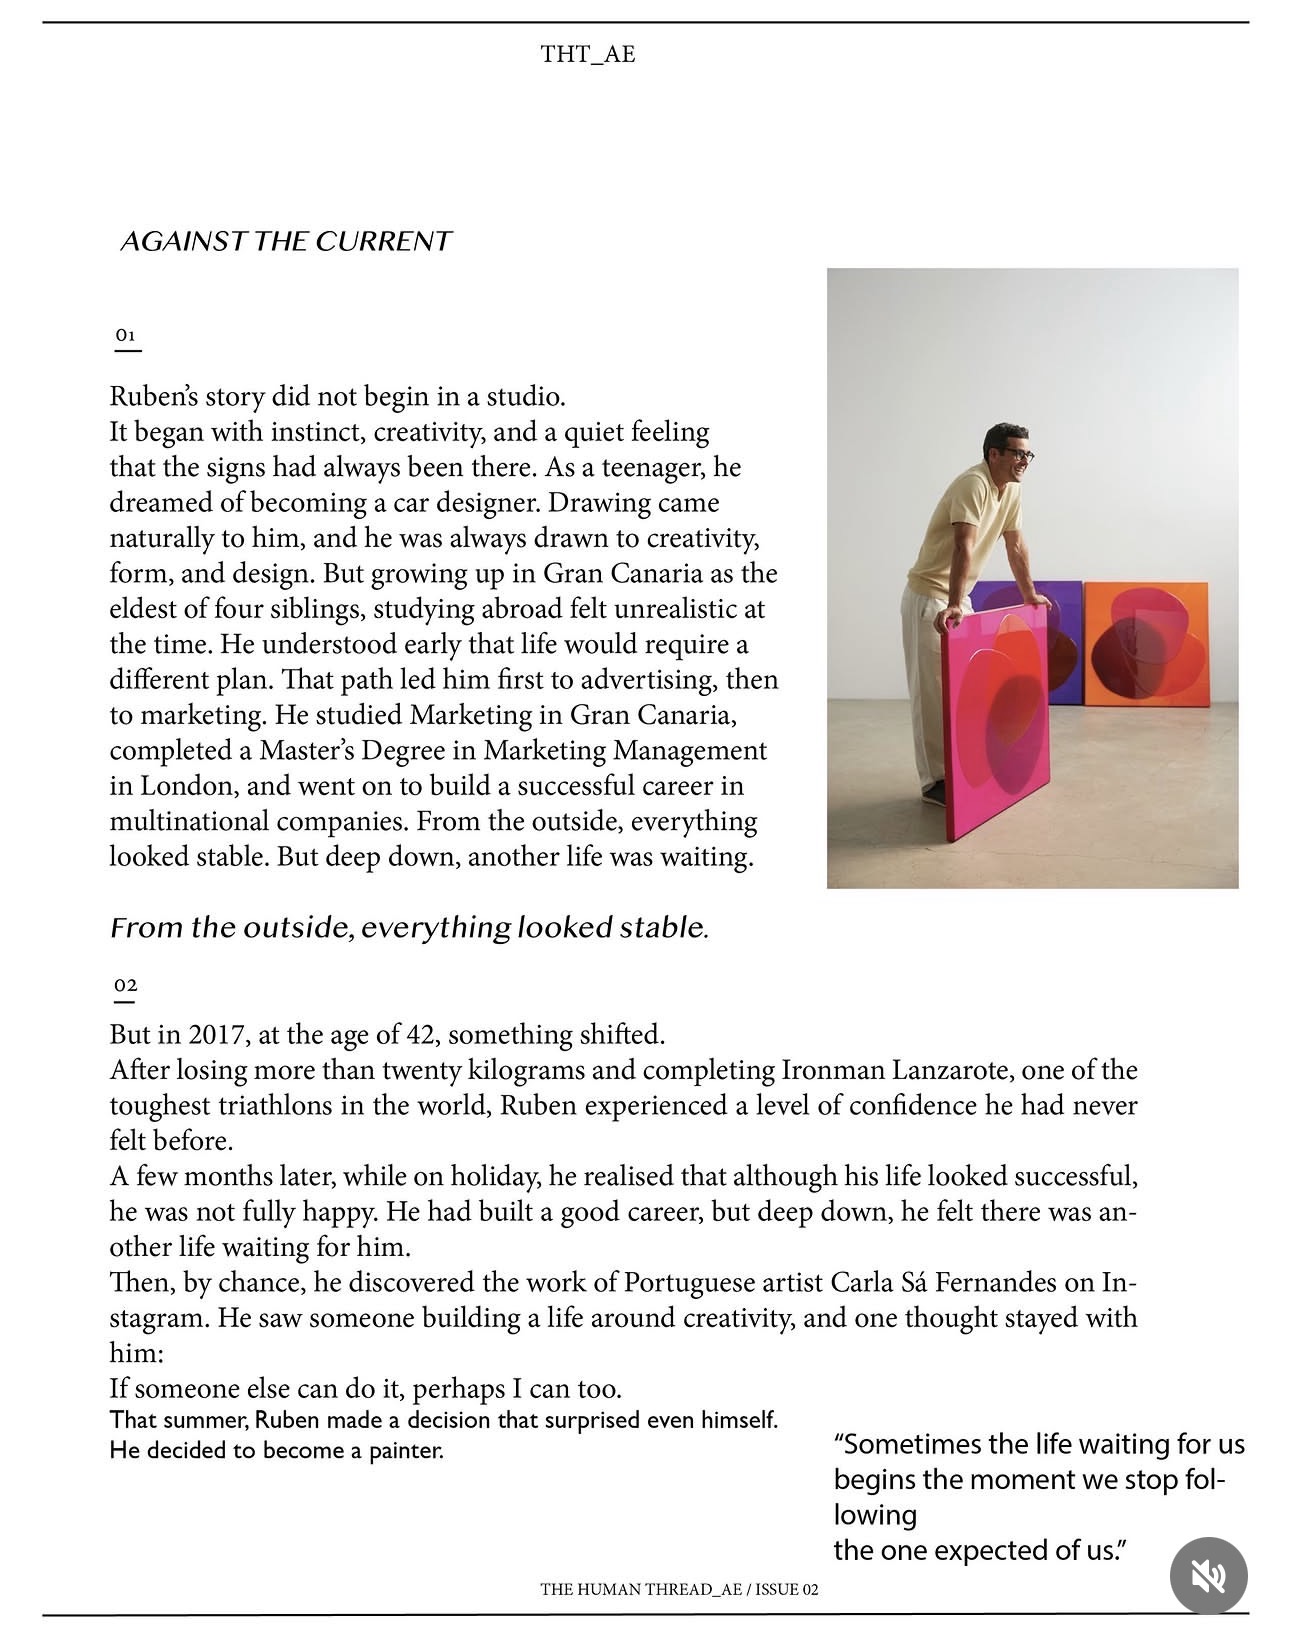 THT_AE
AGAINST THE CURRENT
01
Ruben’s story did not begin in a studio.
It began with instinct, creativity, and a quiet feeling
that the signs had always been there. As a teenager, he
dreamed of becoming a car designer. Drawing came
naturally to him, and he was always drawn to creativity,
form, and design. But growing up in Gran Canaria as the
eldest of four siblings, studying abroad felt unrealistic at
the time. He understood early that life would require a
different plan. That path led him first to advertising, then
to marketing. He studied Marketing in Gran Canaria,
completed a Master’s Degree in Marketing Management
in London, and went on to build a successful career in
multinational companies. From the outside, everything
looked stable. But deep down, another life was waiting.
From the outside, everything looked stable.
02
But in 2017, at the age of 42, something shifted.
After losing more than twenty kilograms and completing Ironman Lanzarote, one of the
toughest triathlons in the world, Ruben experienced a level of confidence he had never
felt before.
A few months later, while on holiday, he realised that although his life looked successful,
he was not fully happy. He had built a good career, but deep down, he felt there was an-
other life waiting for him.
Then, by chance, he discovered the work of Portuguese artist Carla Sá Fernandes on In-
stagram. He saw someone building a life around creativity, and one thought stayed with
him:
If someone else can do it, perhaps I can too.
That summer, Ruben made a decision that surprised even himself.
He decided to become a painter.
“Sometimes the life waiting for us
begins the moment we stop fol-
lowing
the one expected of us.”
THE HUMAN THREAD_AE / ISSUE 02